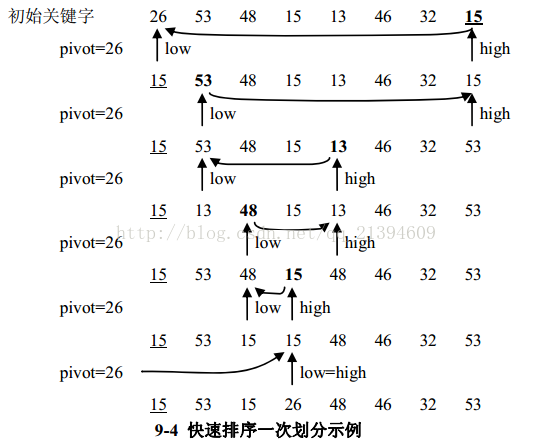 初始关键字 26 53 48 15 13 46 32 15
pivot=26 low high
15 53 48 15 13 46 32 15
pivot=26 low high
15 53 48 15 13 46 32 53
pivot=26 low high
15 13 48 15 13 46 32 53
http://blog.csdn.net/qq_21394609
pivot=26 low high
15 53 48 15 48 46 32 53
pivot=26 low high
15 53 15 15 48 46 32 53
pivot=26 low=high
15 53 15 26 48 46 32 53
9-4 快速排序一次划分示例